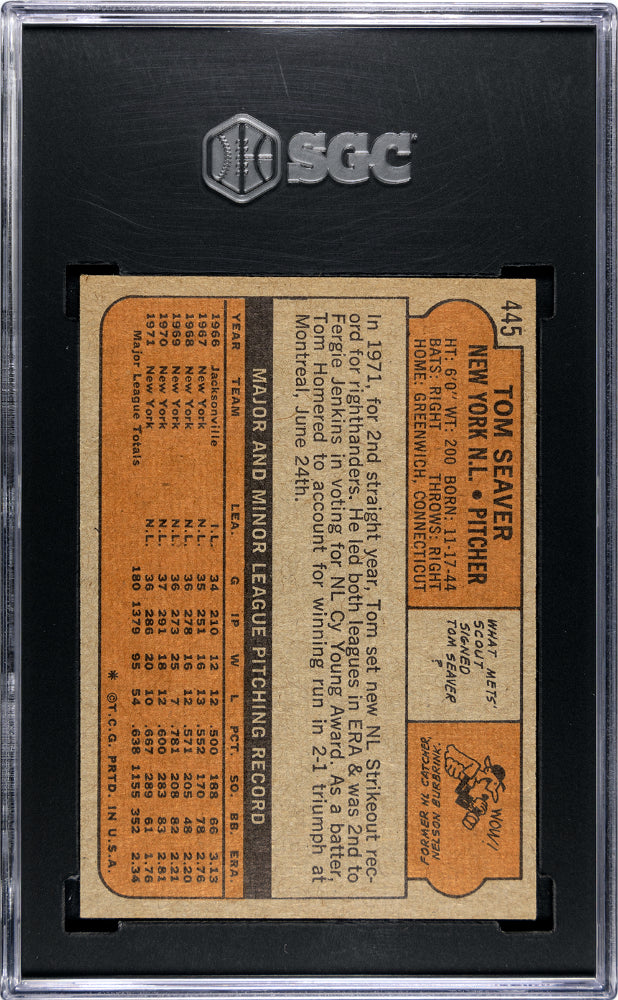 SGC
445
TOM SEAVER
NEW YORK N.L. • PITCHER
HT: 6'0" WT: 200 BORN: 11-17-44
BATS: RIGHT THROWS: RIGHT
HOME: GREENWICH, CONNECTICUT
WHAT METS'
SCOUT
SIGNED
TOM SEAVER
?
WOW!
NELSON BURBRINK
FORMER M. CATCHER
In 1971, for 2nd straight year, Tom set new NL Strikeout rec-
ord for righthanders. He led both leagues in ERA & was 2nd to
Fergie Jenkins in voting for NL Cy Young Award. As a batter,
Tom Homered to account for winning run in 2-1 triumph at
Montreal, June 24th.
MAJOR AND MINOR LEAGUE PITCHING RECORD
YEAR TEAM LEA. G IP W L PCT. SO. BB. ERA.
1966 Jacksonville I.L. 34 210 12 12 .500 188 66 3.13
1967 New York N.L. 35 251 16 13 .552 170 78 2.76
1968 New York N.L. 36 278 16 12 .571 205 48 2.20
1969 New York N.L. 36 273 25 7 .781 208 82 2.21
1970 New York N.L. 37 291 18 12 .600 283 83 2.81
1971 New York N.L. 36 286 20 10 .667 289 61 1.76
Major League Totals 180 1379 95 54 .638 1155 352 2.34
* ©T.C.G. PRTD. IN U.S.A.